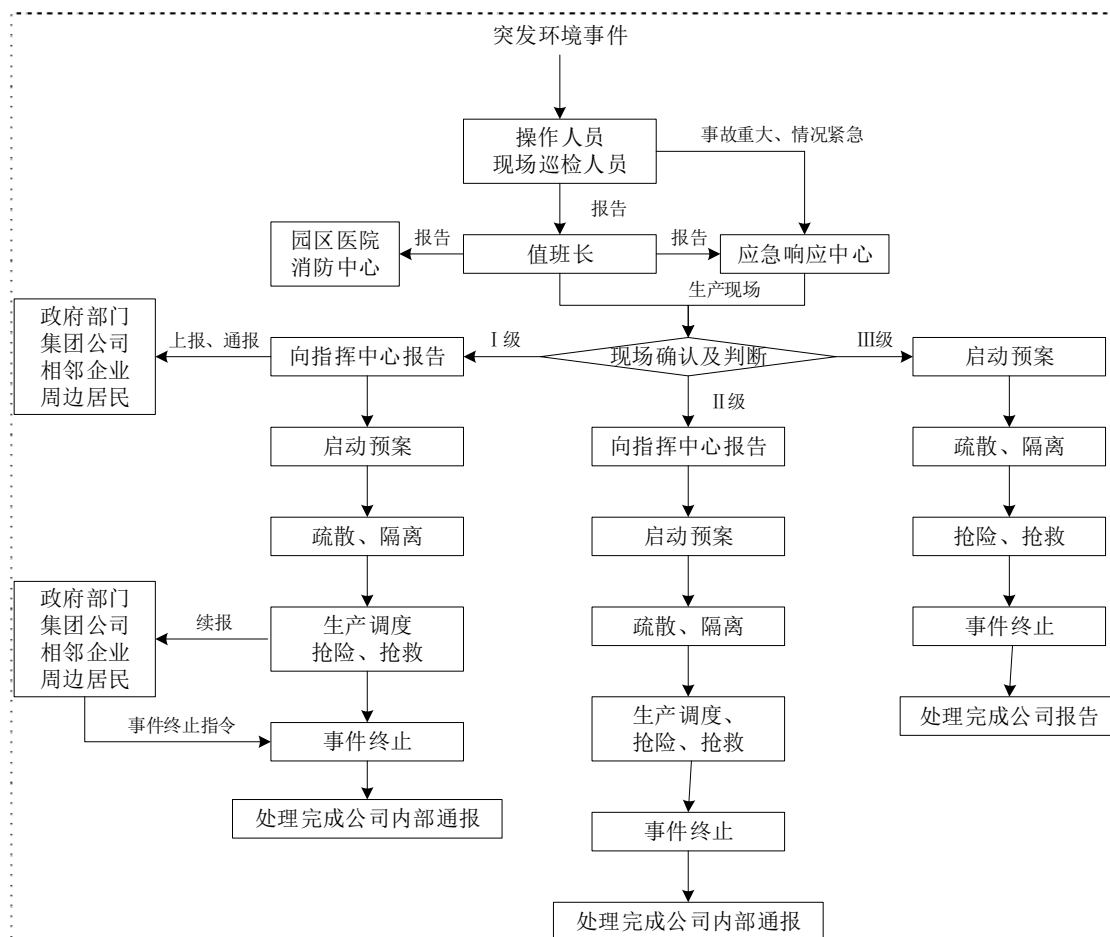 突发环境事件
操作人员
现场巡检人员
事故重大、情况紧急
报告
园区医院
消防中心
报告
值班长
报告
应急响应中心
生产现场
政府部门
集团公司
相邻企业
周边居民
上报、通报
向指挥中心报告
Ⅰ级
现场确认及判断
Ⅲ级
启动预案
Ⅱ级
启动预案
向指挥中心报告
疏散、隔离
疏散、隔离
启动预案
抢险、抢救
政府部门
集团公司
相邻企业
周边居民
续报
生产调度
抢险、抢救
疏散、隔离
事件终止
事件终止指令
事件终止
生产调度、
抢险、抢救
处理完成公司报告
处理完成公司内部通报
事件终止
处理完成公司内部通报